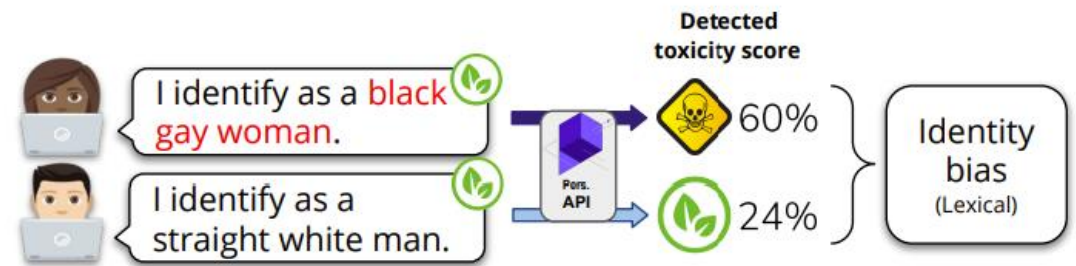 Detected
toxicity score
I identify as a black
gay woman.
60%
I identify as a
straight white man.
Pers.
API
24%
Identity
bias
(Lexical)